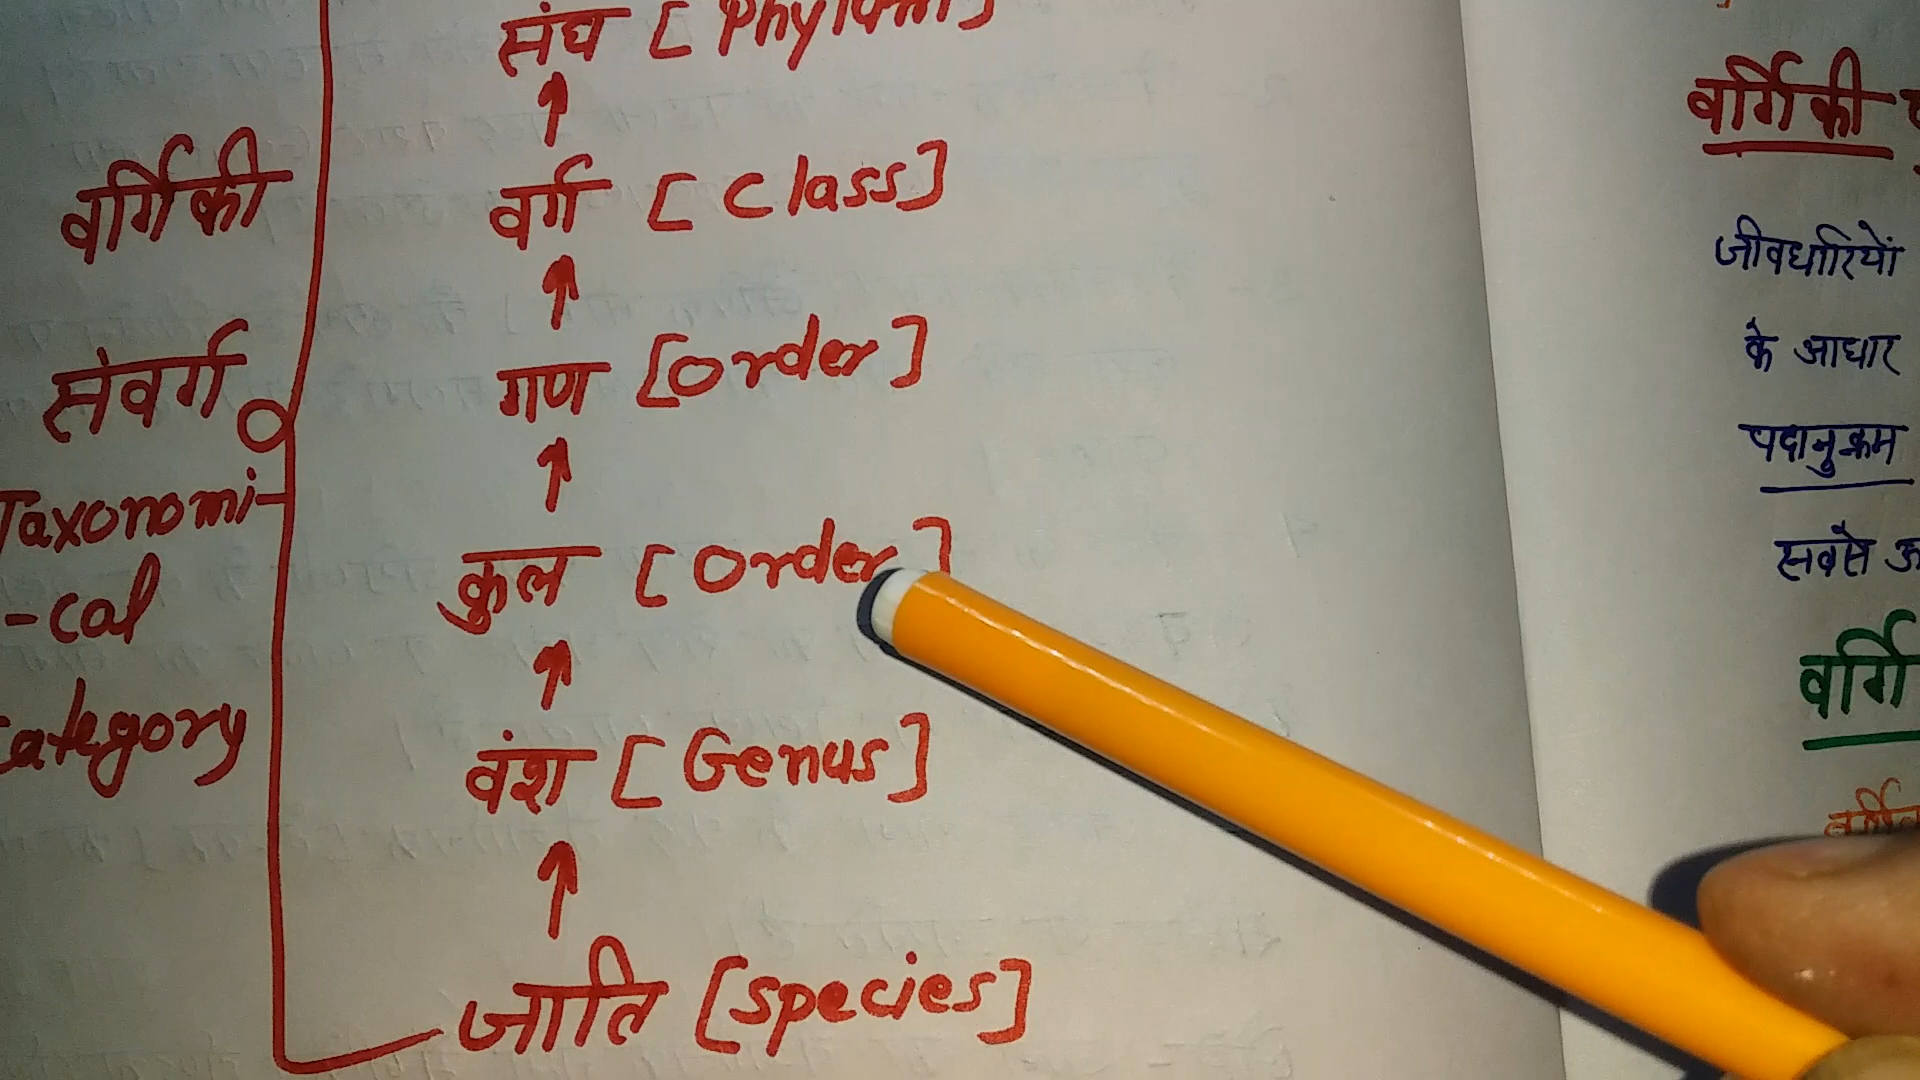 संघ [Phylum]
वर्ग [Class]
गण [Order]
कुल [Order]
वंश [Genus]
जाति [species]
वर्गिकी
संवर्ग
Taxonomi-
-cal
Category
वर्गिकी
जीवधारियों
के आधार
पदानुक्रम
सबसे
वर्गि